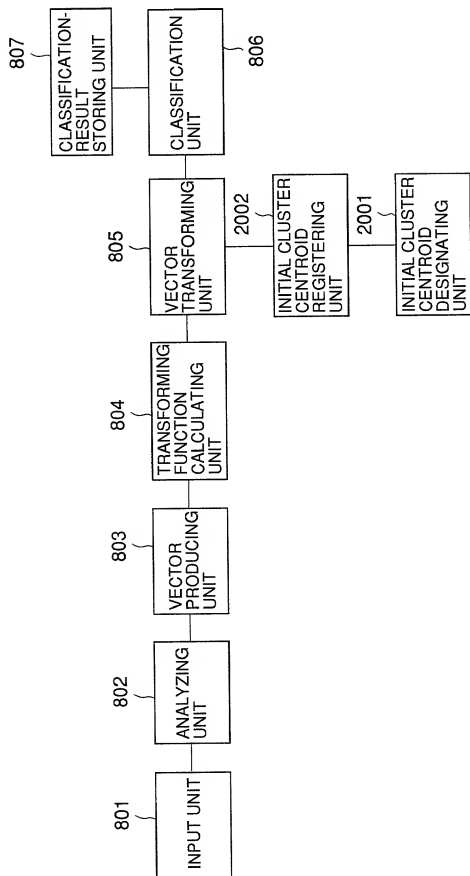 801
INPUT UNIT
802
ANALYZING
UNIT
803
VECTOR
PRODUCING
UNIT
804
TRANSFORMING
FUNCTION
CALCULATING
UNIT
805
VECTOR
TRANSFORMING
UNIT
806
CLASSIFICATION
UNIT
807
CLASSIFICATION-
RESULT
STORING UNIT
2002
INITIAL CLUSTER
CENTROID
REGISTERING
UNIT
2001
INITIAL CLUSTER
CENTROID
DESIGNATING
UNIT